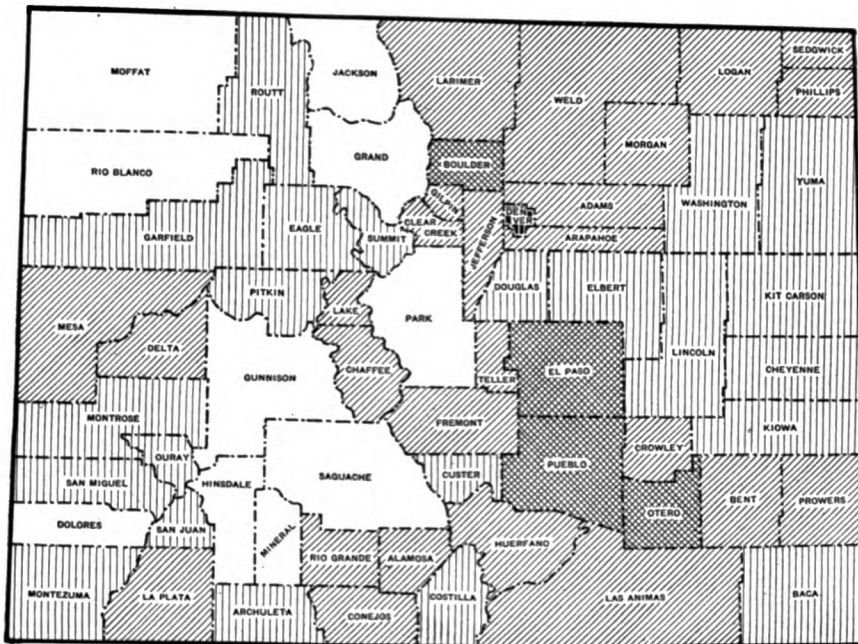 MOFFAT
ROUTT
JACKSON
LARIMER
WELD
LOGAN
SEDGWICK
PHILLIPS
MORGAN
RIO BLANCO
GRAND
BOULDER
WASHINGTON
YUMA
GARFIELD
EAGLE
SUMMIT
GILPIN
CLEAR
CREEK
JEFFERSON
DEN
VER
ADAMS
ARAPAHOE
MESA
PITKIN
LAKE
PARK
DOUGLAS
ELBERT
KIT CARSON
DELTA
GUNNISON
CHAFFEE
TELLER
EL PASO
LINCOLN
CHEYENNE
MONTROSE
OURAY
FREMONT
CROWLEY
KIOWA
SAN MIGUEL
HINSDALE
SAGUACHE
CUSTER
PUEBLO
OTERO
BENT
PROWERS
DOLORES
SAN JUAN
MINERAL
RIO GRANDE
ALAMOSA
HUERFANO
MONTEZUMA
LA PLATA
ARCHULETA
CONEJOS
COSTILLA
LAS ANIMAS
BACA